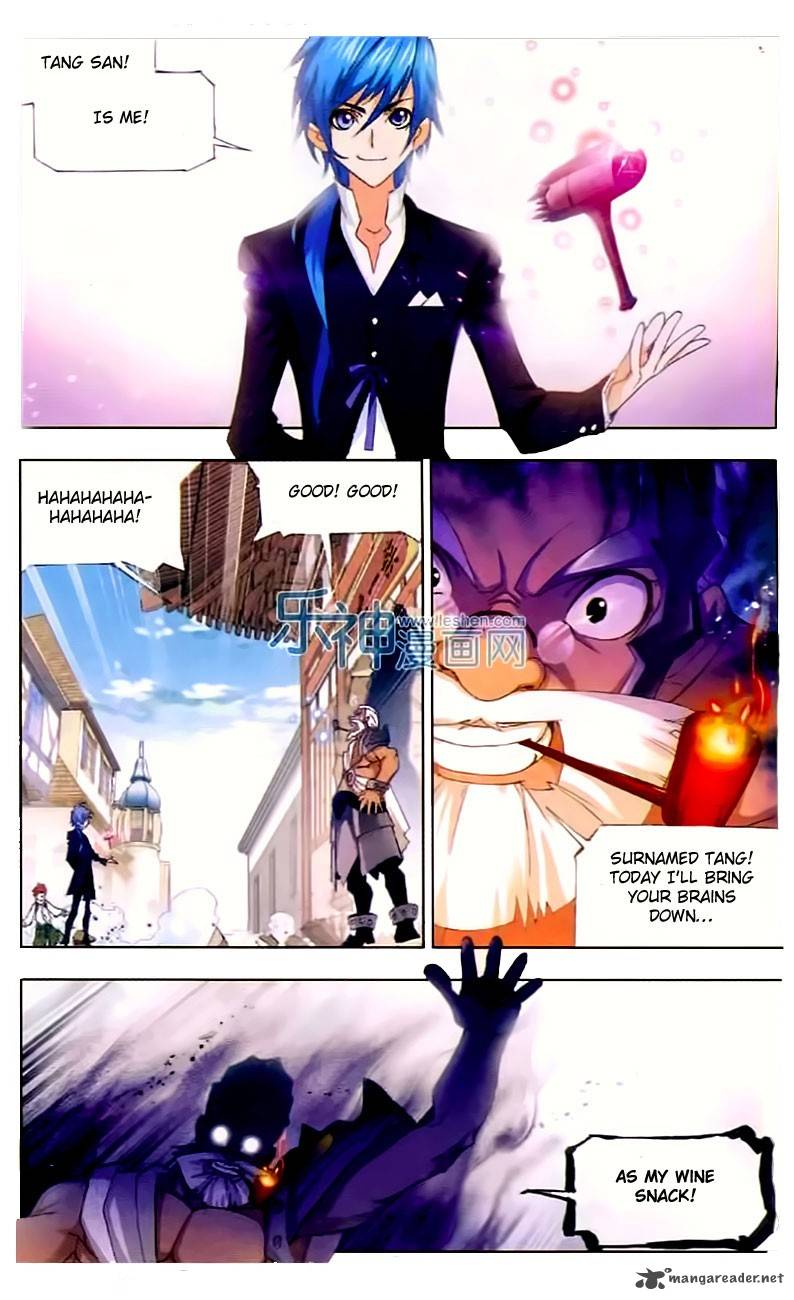 TANG SAN!
IS ME!
HAHAHAHAHA-
HAHAHAHA!
GOOD! GOOD!
www.lleshen.com
乐神漫画网
SURNAMED TANG!
TODAY I'LL BRING
YOUR BRAINS
DOWN...
AS MY WINE
SNACK!
mangareader.net